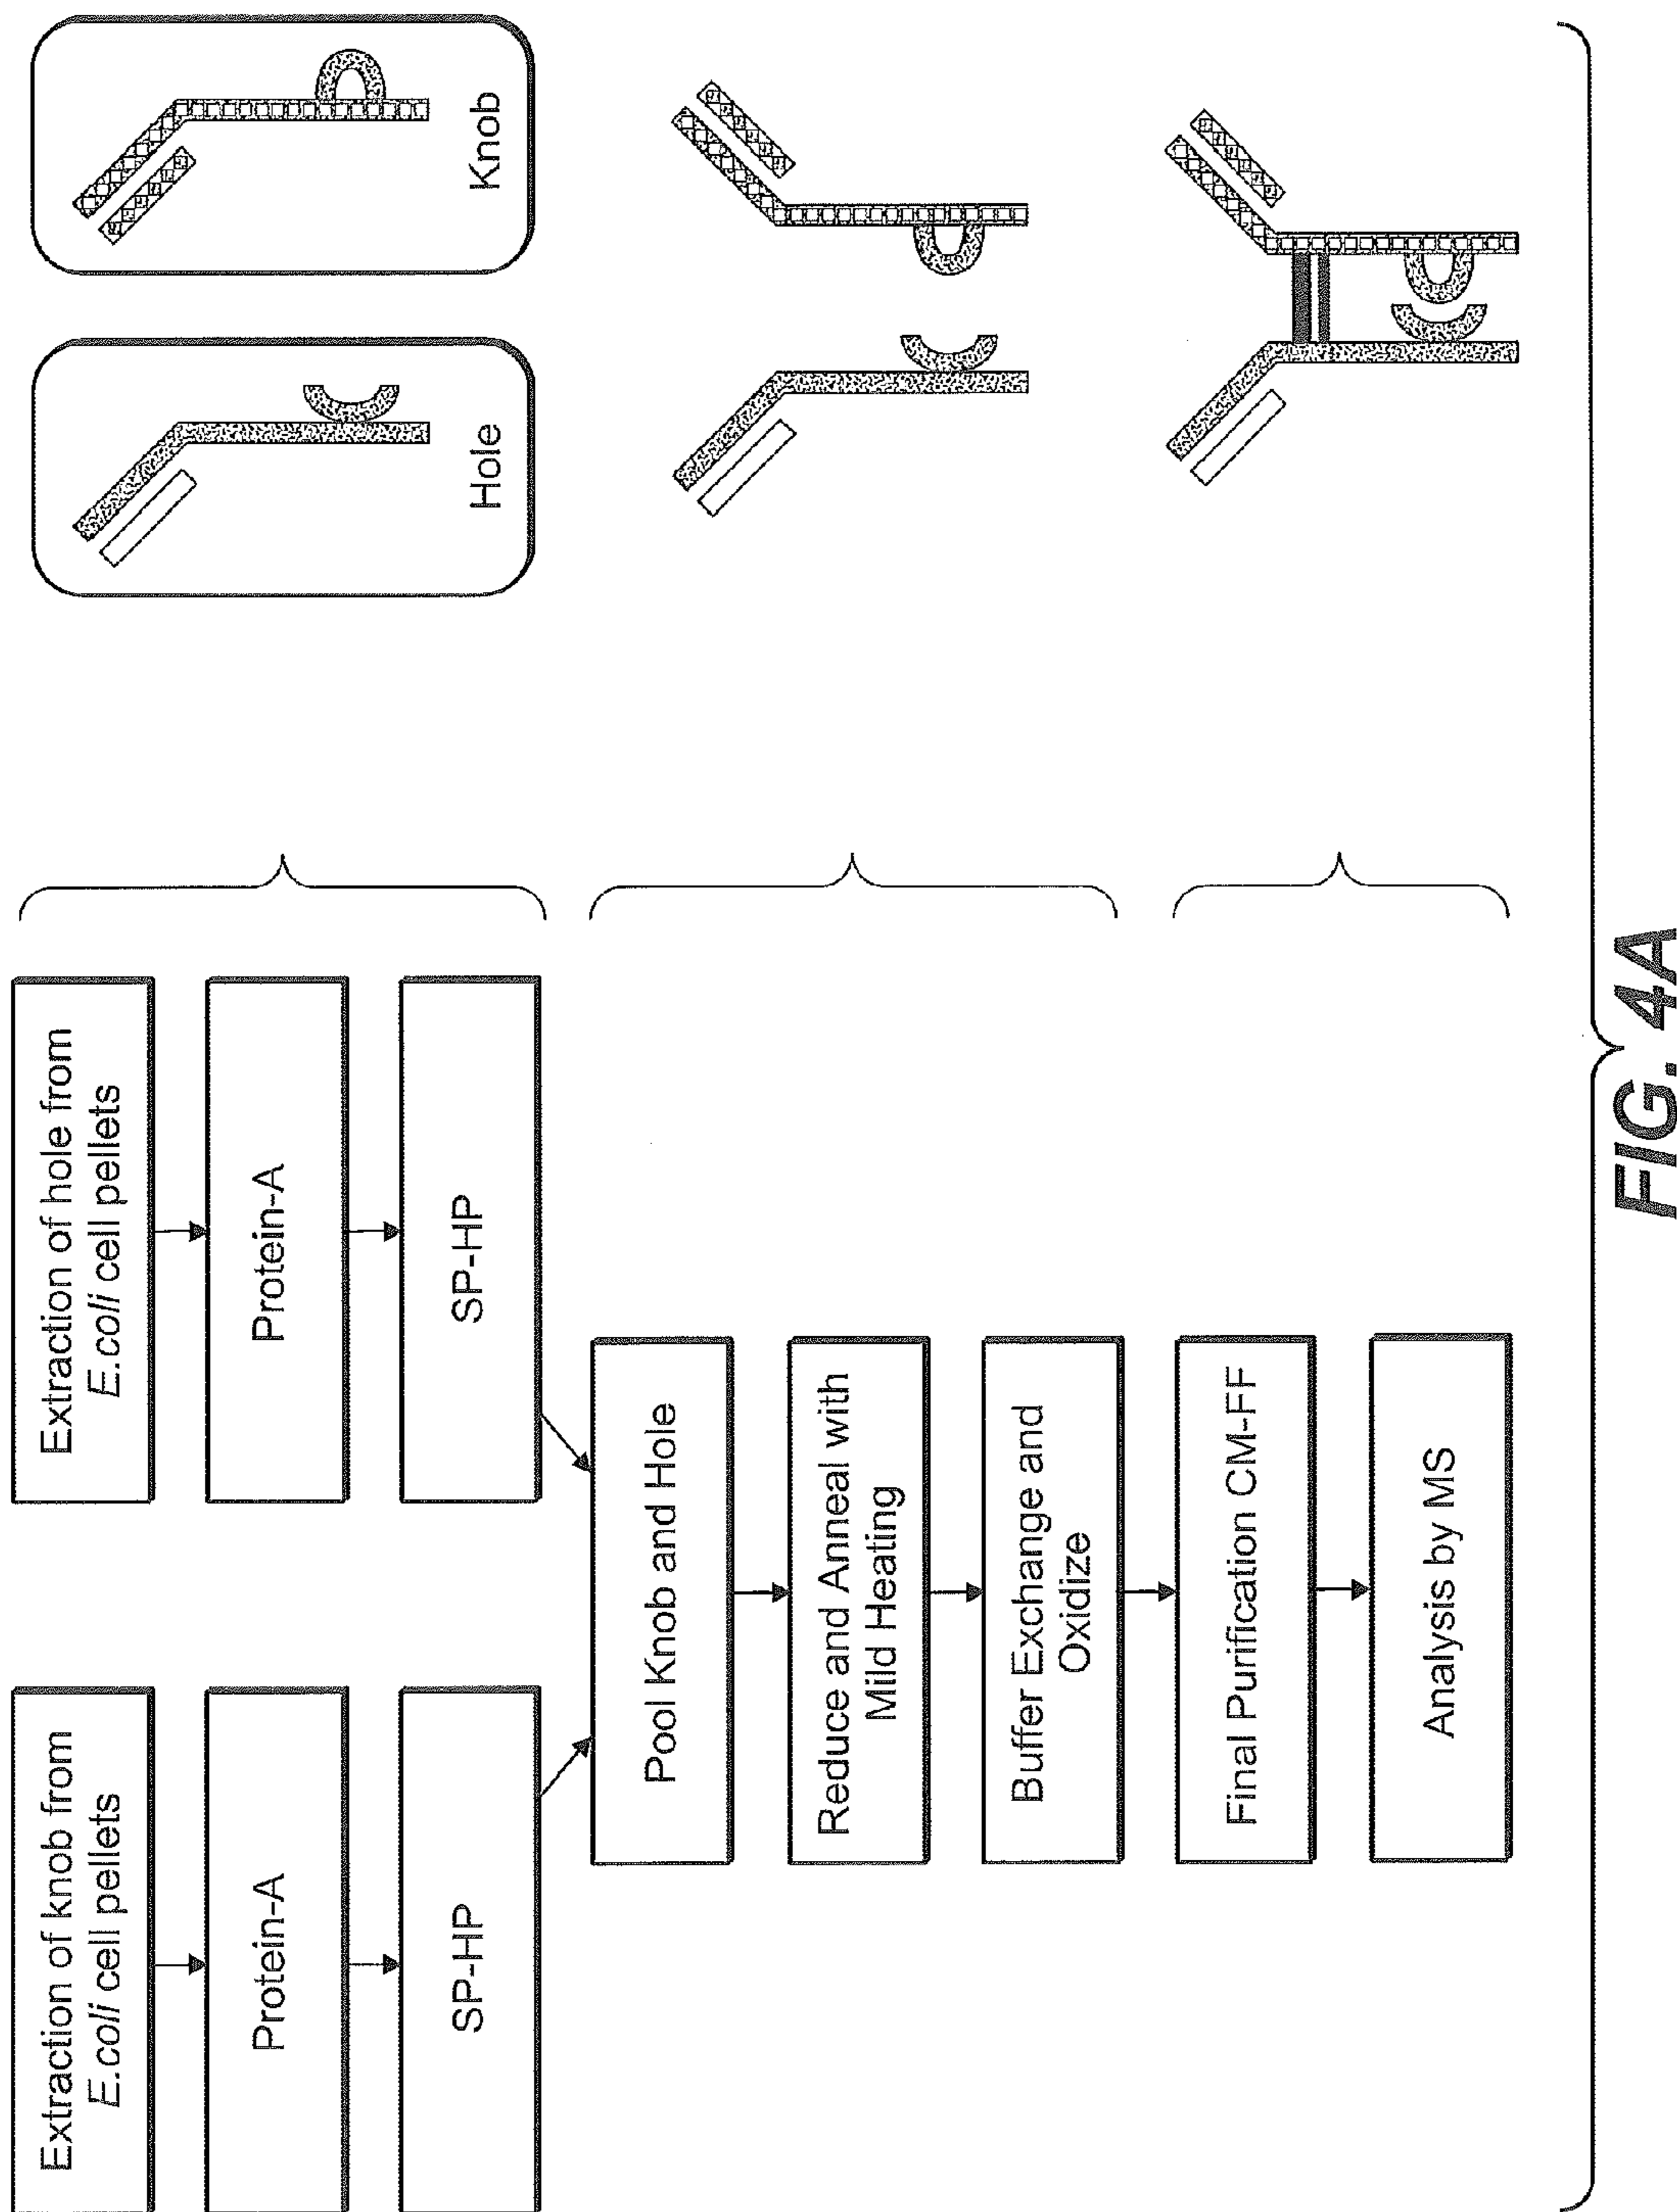 Extraction of knob from
E.coli cell pellets
Protein-A
SP-HP
Extraction of hole from
E.coli cell pellets
Protein-A
SP-HP
Pool Knob and Hole
Reduce and Anneal with
Mild Heating
Buffer Exchange and
Oxidize
Final Purification CM-FF
Analysis by MS
Hole
Knob
FIG. 4A